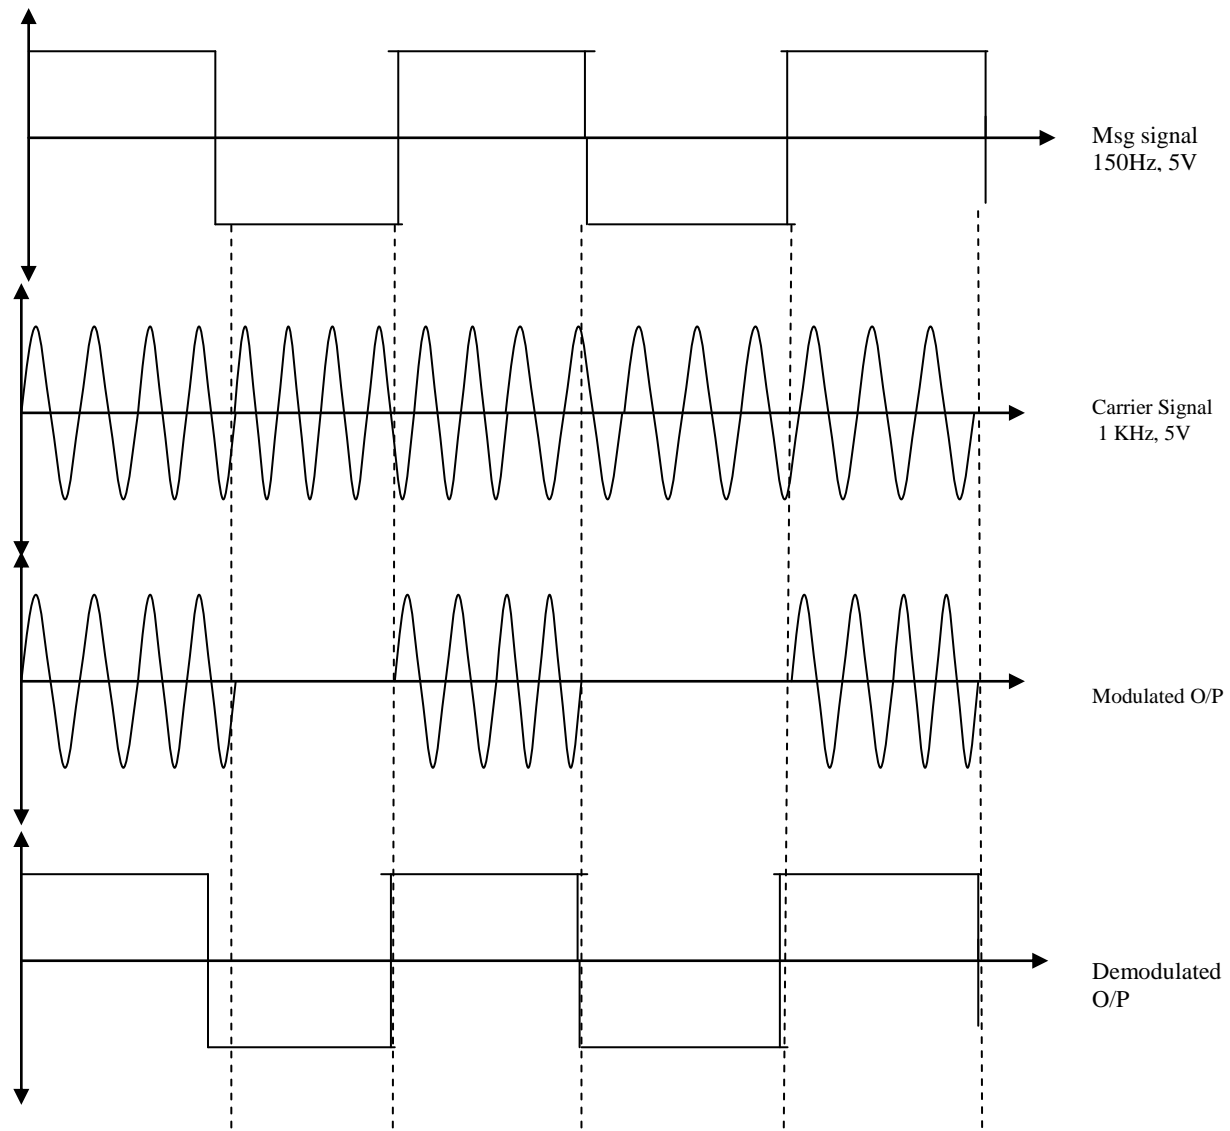 Msg signal
150Hz, 5V
Carrier Signal
1 KHz, 5V
Modulated O/P
Demodulated
O/P